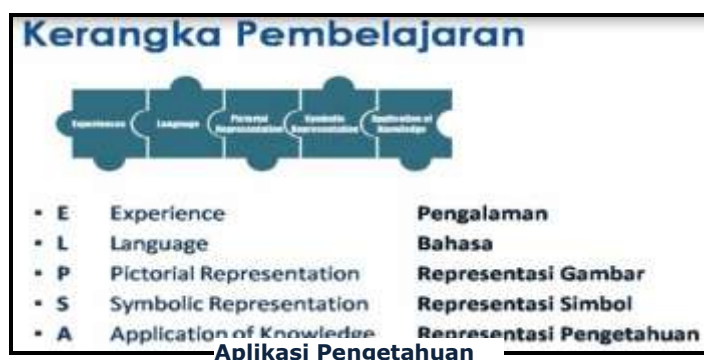 Kerangka Pembelajaran
Experiences Language Pictorial Representation Symbolic Representation Application of Knowledge
▪ E Experience Pengalaman
▪ L Language Bahasa
▪ P Pictorial Representation Representasi Gambar
▪ S Symbolic Representation Representasi Simbol
▪ A Application of Knowledge Representasi Pengetahuan
Aplikasi Pengetahuan